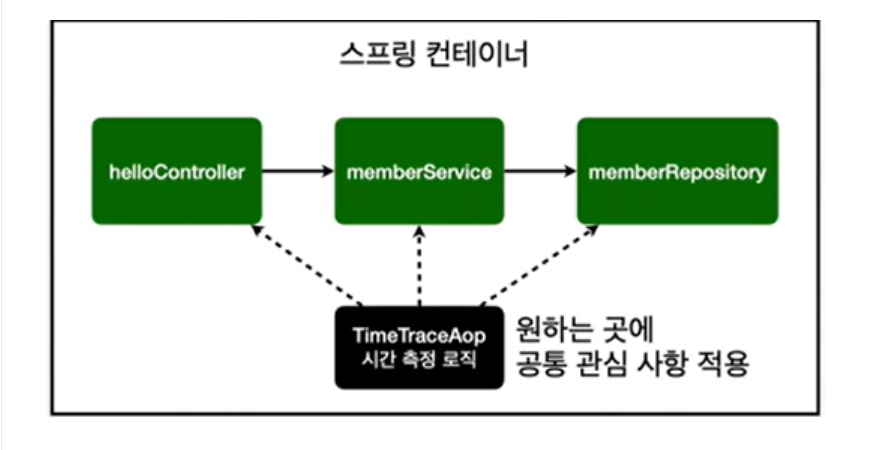 스프링 컨테이너
helloController
memberService
memberRepository
TimeTraceAop
시간 측정 로직
원하는 곳에
공통 관심 사항 적용